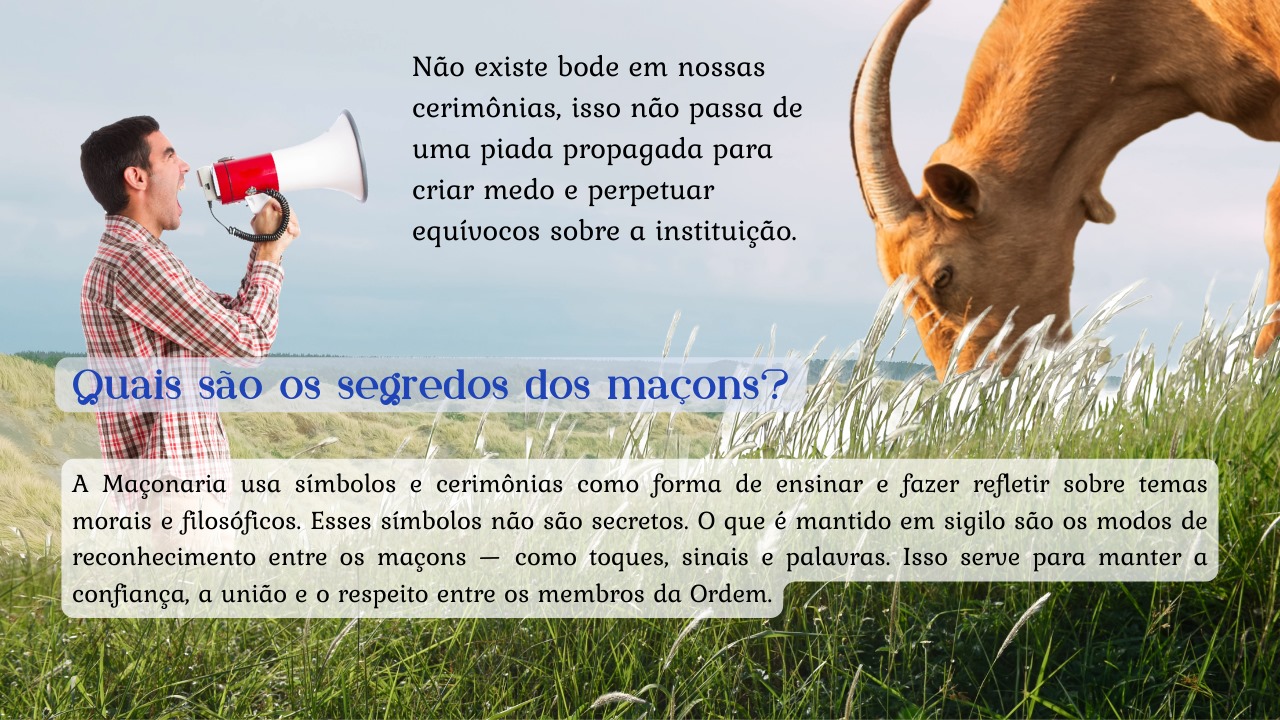 Não existe bode em nossas
cerimônias, isso não passa de
uma piada propagada para
criar medo e perpetuar
equívocos sobre a instituição.
Quais são os segredos dos maçons?
A Maçonaria usa símbolos e cerimônias como forma de ensinar e fazer refletir sobre temas
morais e filosóficos. Esses símbolos não são secretos. O que é mantido em sigilo são os modos de
reconhecimento entre os maçons — como toques, sinais e palavras. Isso serve para manter a
confiança, a união e o respeito entre os membros da Ordem.